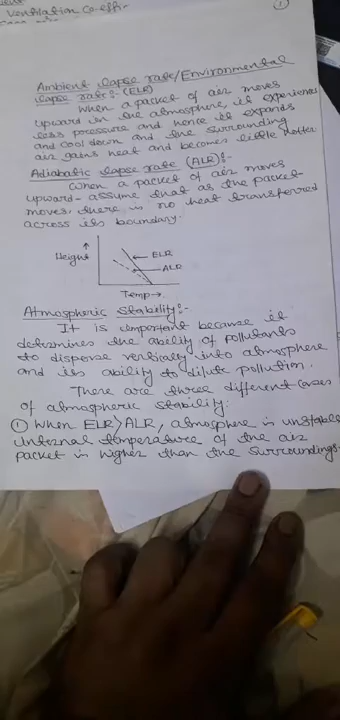 Ventilation Co-effi
①
Ambient lapse rate/Environmental
lapse rate:- (ELR)
When a packet of air moves
upward in the atmosphere, it experiences
less pressure and hence it expands
and cool down and the surrounding
air gains heat and becomes little hotter.
Adiabatic lapse rate (ALR):-
When a packet of air moves
upward- assume that as the packet
moves, there is no heat transferred
across its boundary.
Height ↑
ELR
ALR
Temp→
Atmospheric Stability:-
It is important because it
determines the ability of pollutants
to disperse vertically into atmosphere
and its ability to dilute pollution.
There are three different cases
of atmospheric stability:
① When ELR>ALR, atmosphere is unstable
internal temperature of the air
packet is higher than the surroundings.